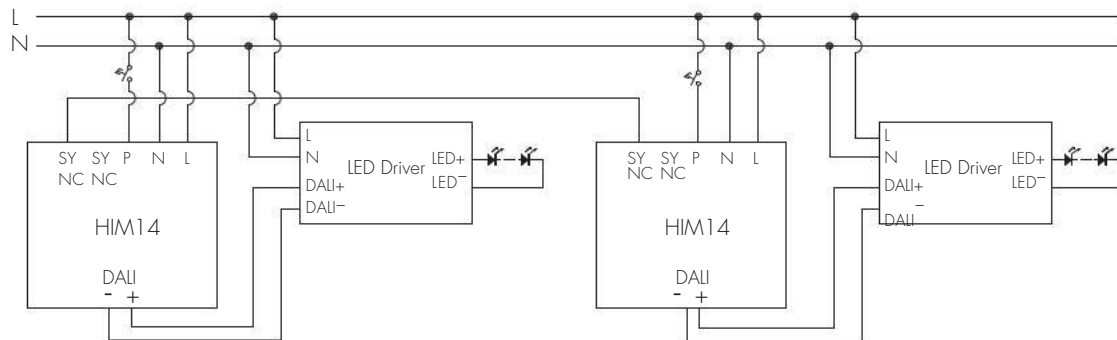 L
N
SY NC
SY NC
P
N
L
HIM14
DALI
- +
L
N
DALI+
DALI−
LED Driver
LED+
LED−
SY NC
SY NC
P
N
L
HIM14
DALI
- +
L
N
DALI+
−
DALI
LED Driver
LED+
LED−